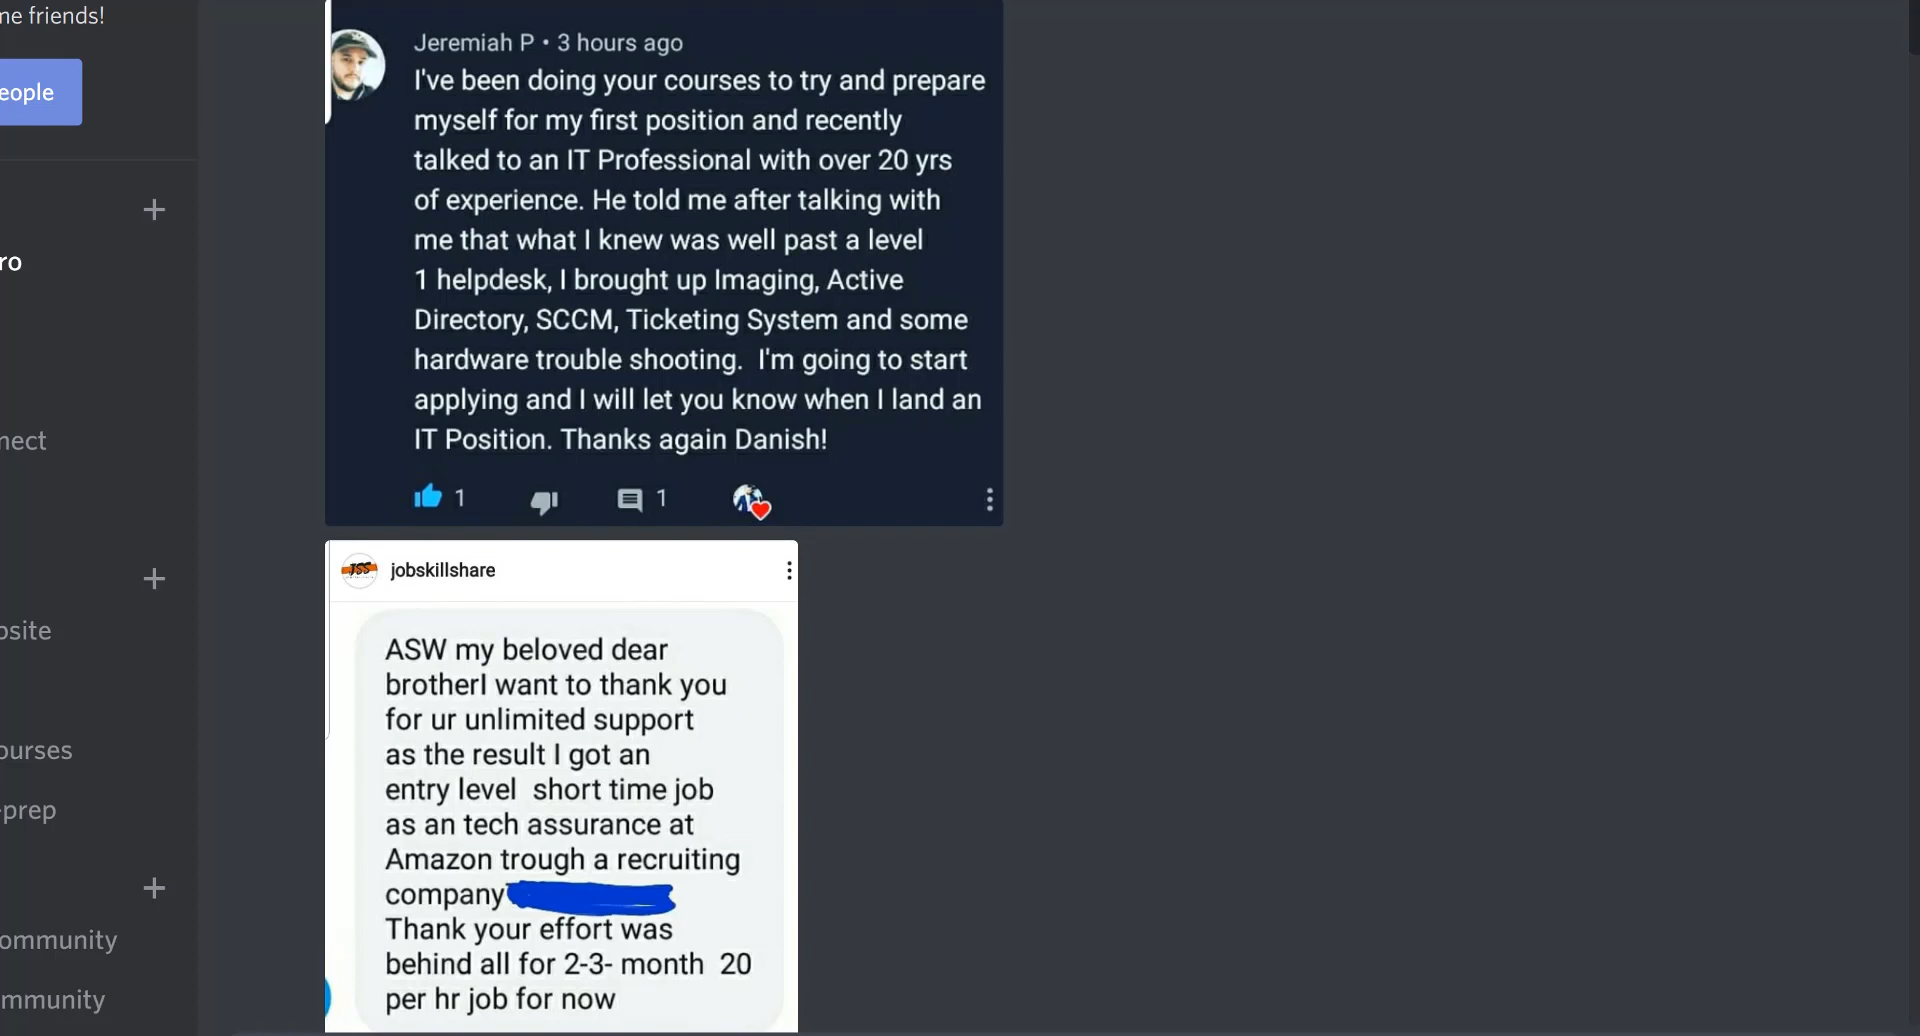 me friends!
eople
ro
nect
osite
ourses
-prep
ommunity
mmunity
Jeremiah P • 3 hours ago
I've been doing your courses to try and prepare
myself for my first position and recently
talked to an IT Professional with over 20 yrs
of experience. He told me after talking with
me that what I knew was well past a level
1 helpdesk, I brought up Imaging, Active
Directory, SCCM, Ticketing System and some
hardware trouble shooting.  I'm going to start
applying and I will let you know when I land an
IT Position. Thanks again Danish!
1
1
JSS
jobskillshare
ASW my beloved dear
brotherI want to thank you
for ur unlimited support
as the result I got an
entry level  short time job
as an tech assurance at
Amazon trough a recruiting
company
Thank your effort was
behind all for 2-3- month  20
per hr job for now